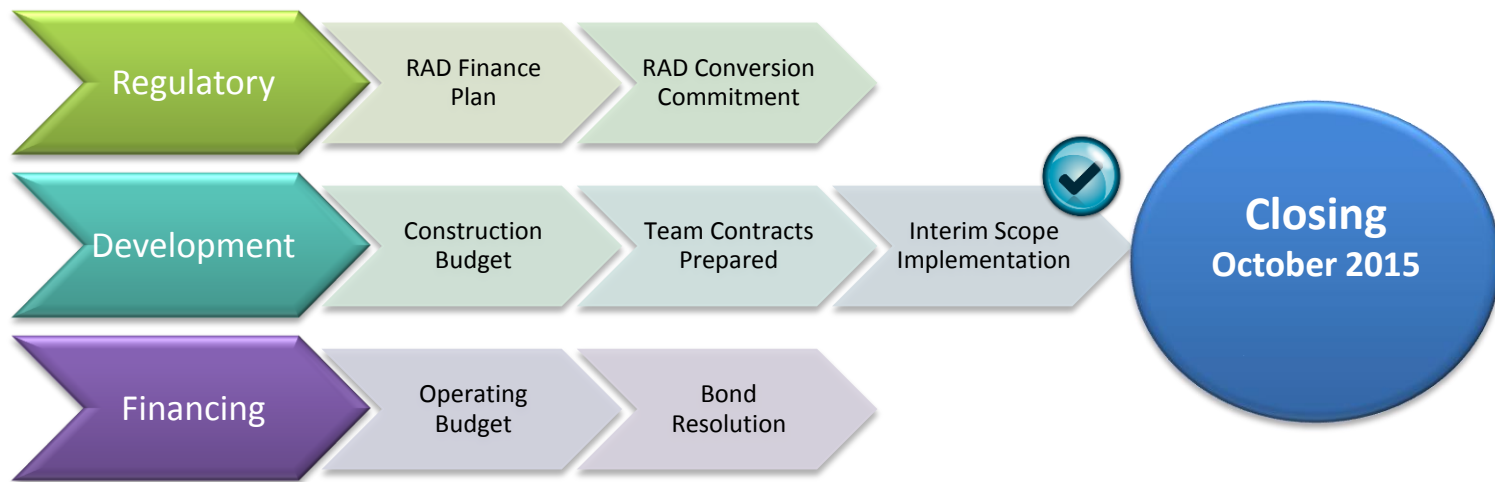 Regulatory
RAD Finance
Plan
RAD Conversion
Commitment
Development
Construction
Budget
Team Contracts
Prepared
Interim Scope
Implementation
Closing
October 2015
Financing
Operating
Budget
Bond
Resolution